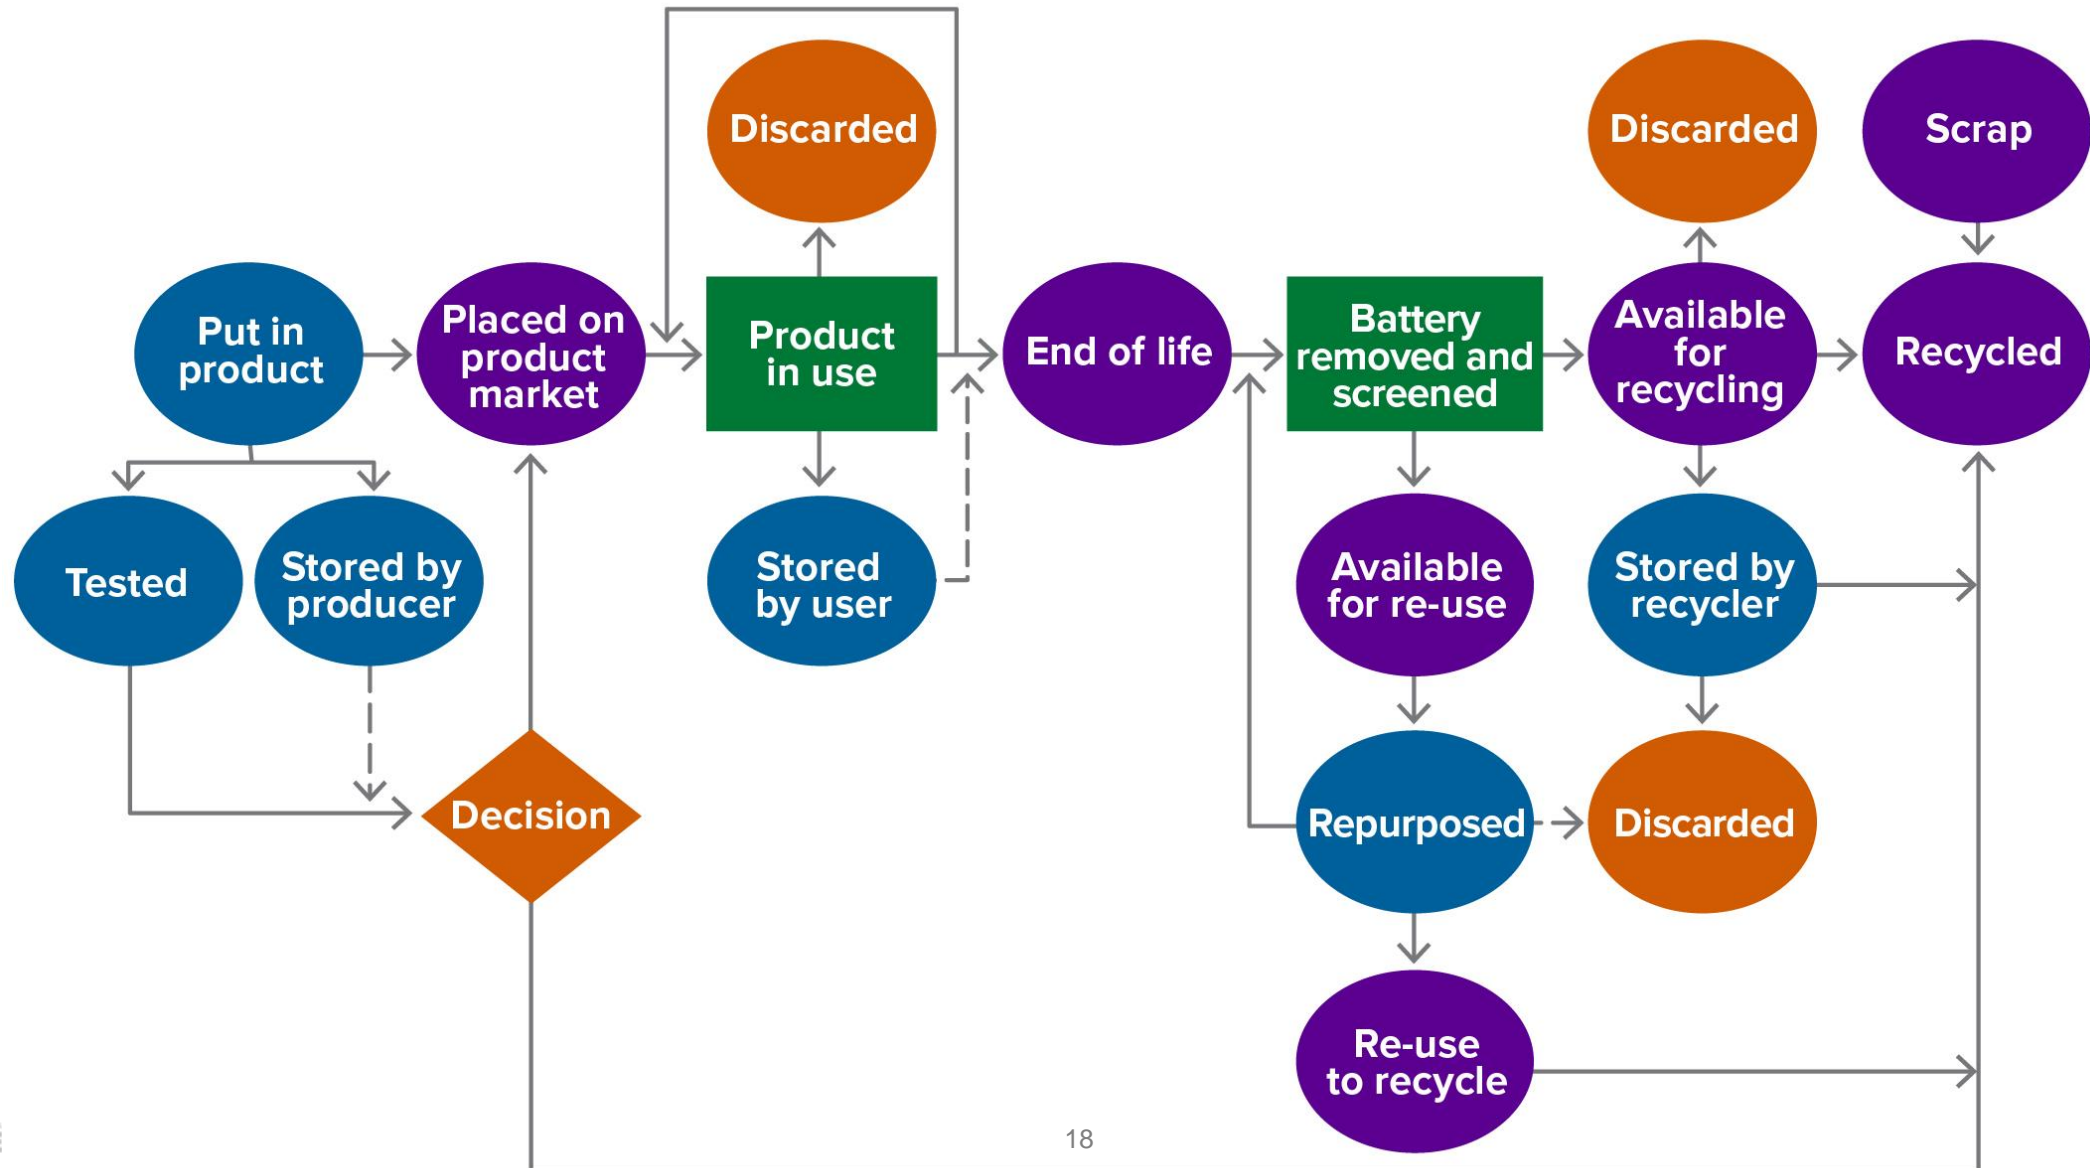 Discarded
Discarded
Scrap
Put in
product
Placed on
product
market
Product
in use
End of life
Battery
removed and
screened
Available
for
recycling
Recycled
Tested
Stored by
producer
Stored
by user
Available
for re-use
Stored by
recycler
Decision
Repurposed
Discarded
Re-use
to recycle
18